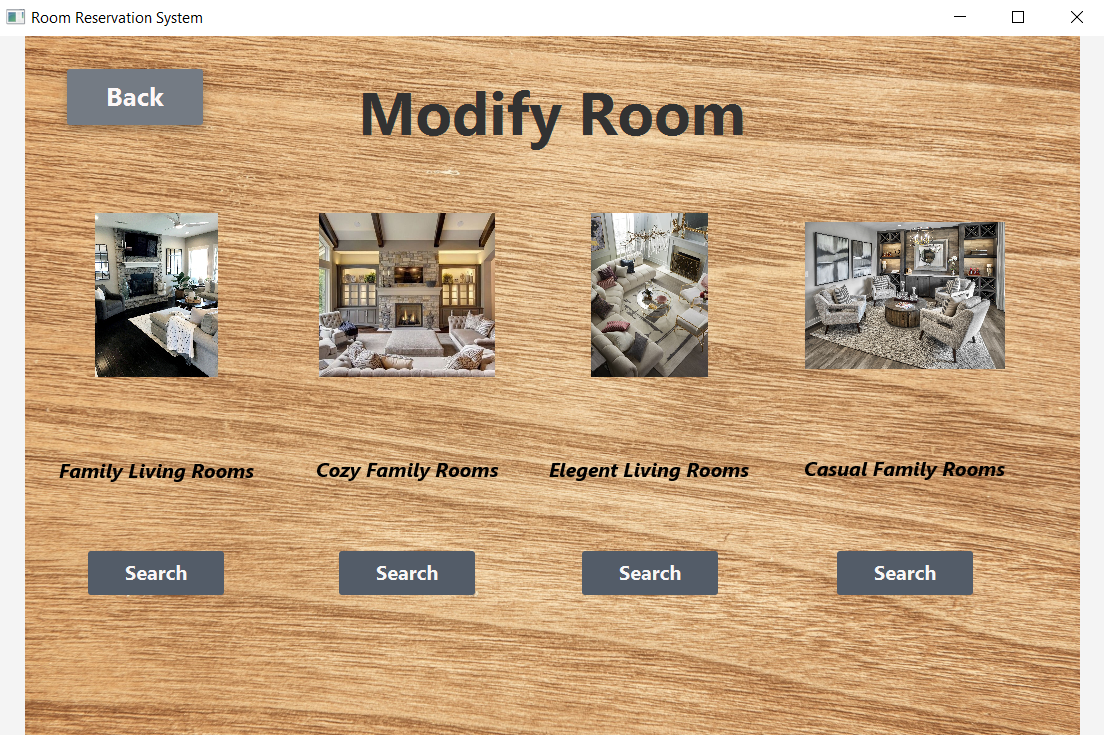 Room Reservation System
Back
Modify Room
Family Living Rooms
Cozy Family Rooms
Elegent Living Rooms
Casual Family Rooms
Search
Search
Search
Search